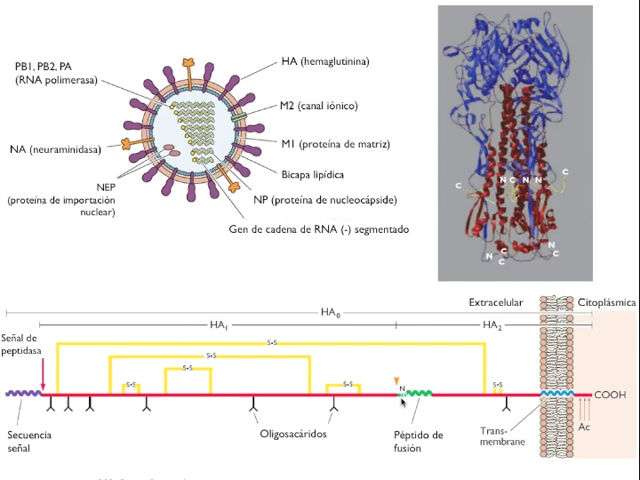 PB1, PB2, PA
(RNA polimerasa)
HA (hemaglutinina)
M2 (canal iónico)
NA (neuraminidasa)
M1 (proteína de matriz)
Bicapa lipídica
NEP
(proteína de importación
nuclear)
NP (proteína de nucleocápside)
Gen de cadena de RNA (-) segmentado
C
N C N N
C
N
C
C
N
C
Extracelular
Citoplásmica
HA0
HA1
HA2
Señal de
peptidasa
S-S
S-S
S-S
S-S
S-S
S-S
N
COOH
Secuencia
señal
Oligosacáridos
Péptido de
fusión
Trans-
membrane
Ac